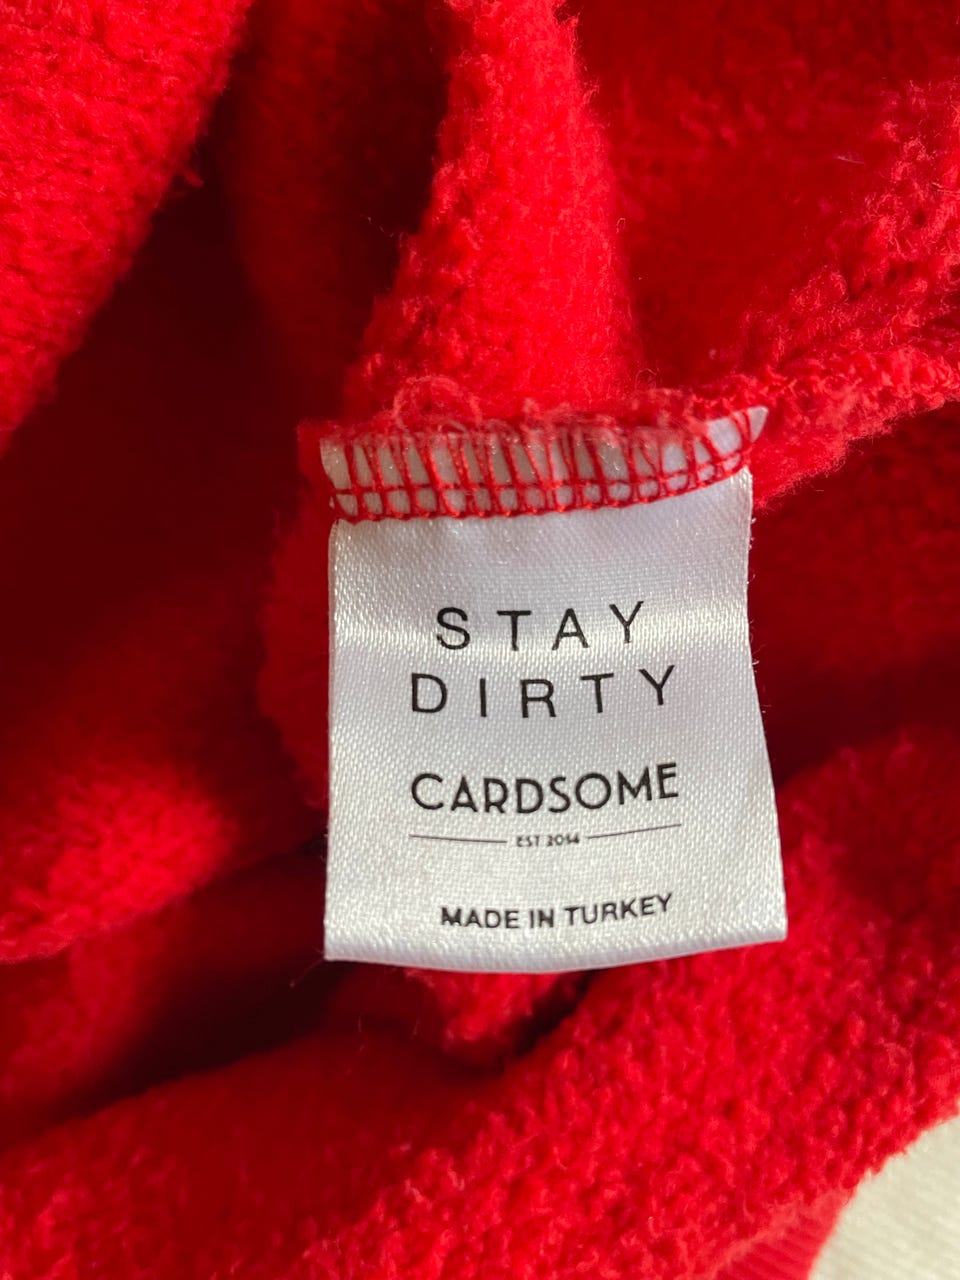 STAY
DIRTY
CARDSOME
EST 2014
MADE IN TURKEY